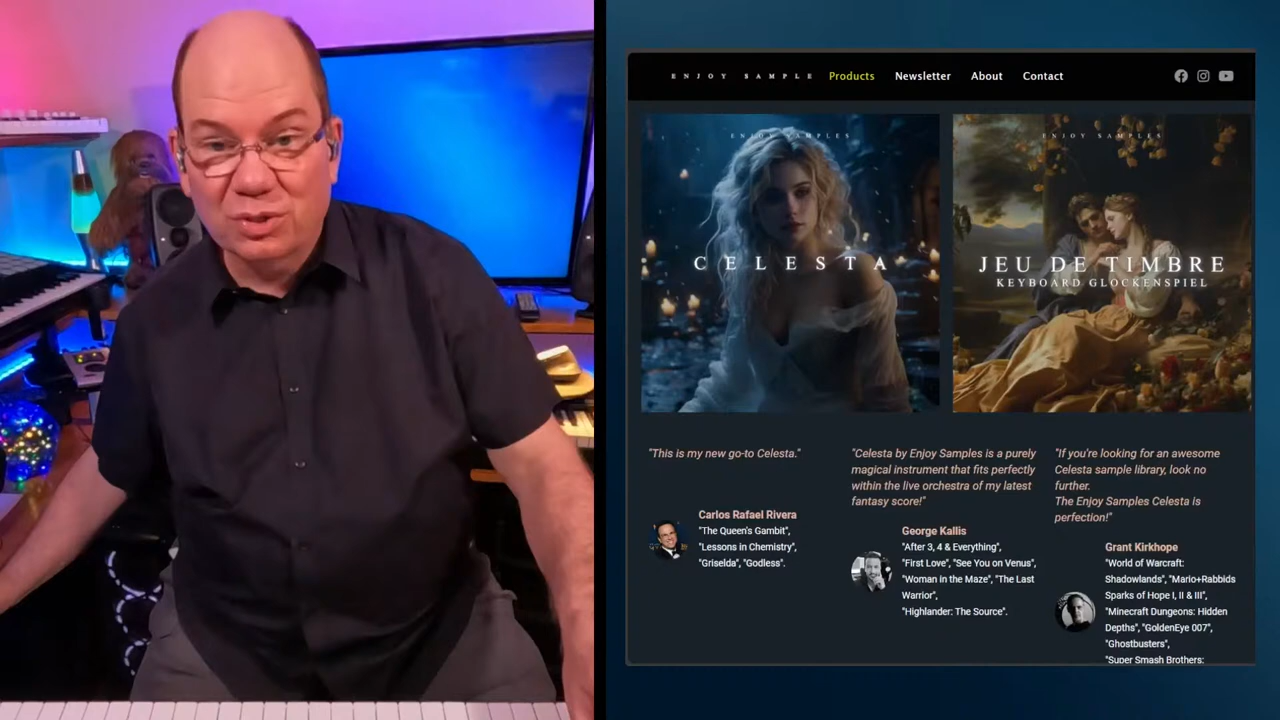 ENJOY SAMPLE
Products
Newsletter
About
Contact
ENJOY SAMPLES
CELESTA
ENJOY SAMPLES
JEU DE TIMBRE
KEYBOARD GLOCKENSPIEL
"This is my new go-to Celesta."
Carlos Rafael Rivera
"The Queen's Gambit",
"Lessons in Chemistry",
"Griselda", "Godless".
"Celesta by Enjoy Samples is a purely
magical instrument that fits perfectly
within the live orchestra of my latest
fantasy score!"
George Kallis
"After 3, 4 & Everything",
"First Love", "See You on Venus",
"Woman in the Maze", "The Last
Warrior",
"Highlander: The Source".
"If you're looking for an awesome
Celesta sample library, look no
further.
The Enjoy Samples Celesta is
perfection!"
Grant Kirkhope
"World of Warcraft:
Shadowlands", "Mario+Rabbids
Sparks of Hope I, II & III",
"Minecraft Dungeons: Hidden
Depths", "GoldenEye 007",
"Ghostbusters",
"Super Smash Brothers: